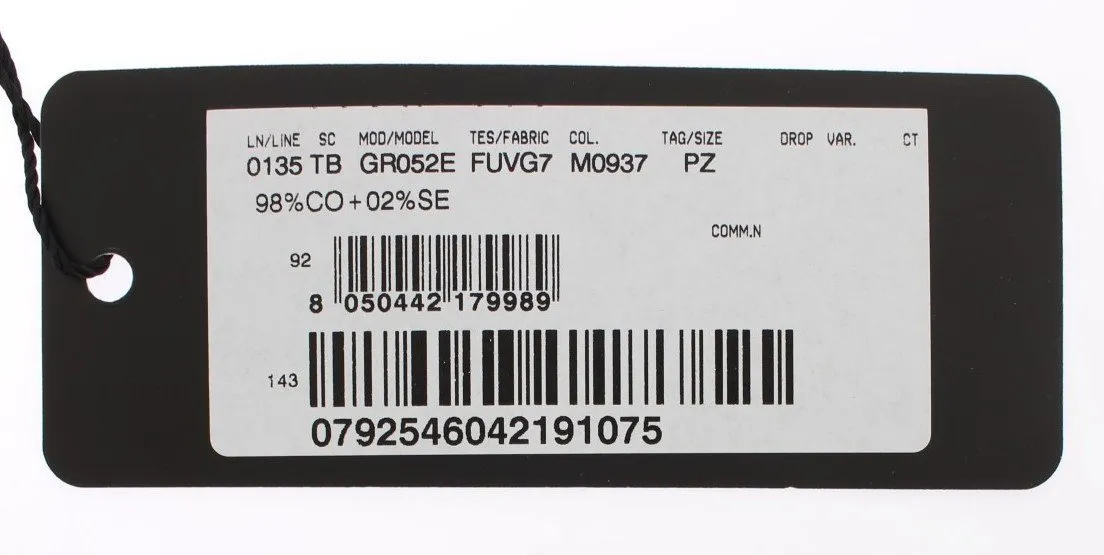 LN/LINE SC MOD/MODEL TES/FABRIC COL. TAG/SIZE DROP VAR. CT
0135 TB GR052E FUVG7 M0937 PZ
98%CO+02%SE
COMM.N
92
8 050442 179989
143
0792546042191075